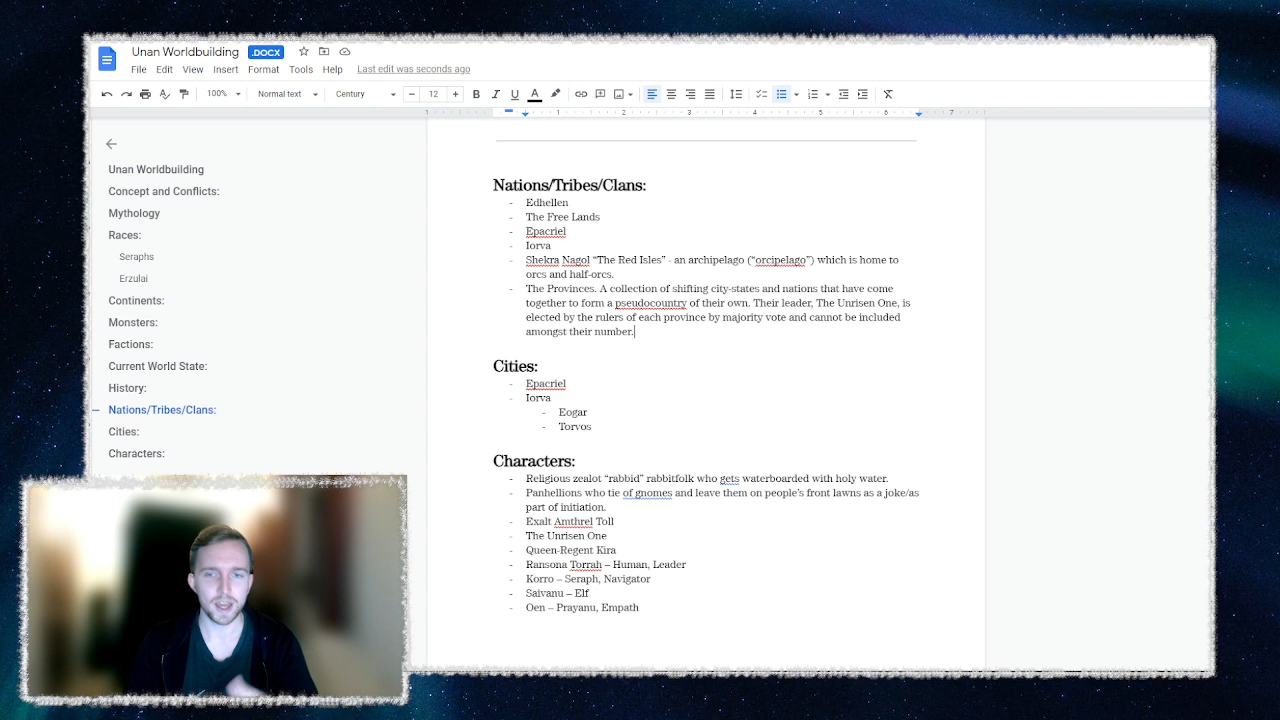 Unan Worldbuilding .DOCX
File Edit View Insert Format Tools Help Last edit was seconds ago
100% Normal text Century 12 B I U A
1 1 2 3 4 5 6 7
Unan Worldbuilding
Concept and Conflicts:
Mythology
Races:
Seraphs
Erzulai
Continents:
Monsters:
Factions:
Current World State:
History:
Nations/Tribes/Clans:
Cities:
Characters:
Nations/Tribes/Clans:
- Edhellen
- The Free Lands
- Epacriel
- Iorva
- Shekra Nagol “The Red Isles” - an archipelago (“orcipelago”) which is home to
orcs and half-orcs.
- The Provinces. A collection of shifting city-states and nations that have come
together to form a pseudocountry of their own. Their leader, The Unrisen One, is
elected by the rulers of each province by majority vote and cannot be included
amongst their number.
Cities:
- Epacriel
- Iorva
- Eogar
- Torvos
Characters:
- Religious zealot “rabbid” rabbitfolk who gets waterboarded with holy water.
- Panhellions who tie of gnomes and leave them on people’s front lawns as a joke/as
part of initiation.
- Exalt Amthrel Toll
- The Unrisen One
- Queen-Regent Kira
- Ransona Torrah – Human, Leader
- Korro – Seraph, Navigator
- Saivanu – Elf
- Oen – Prayanu, Empath